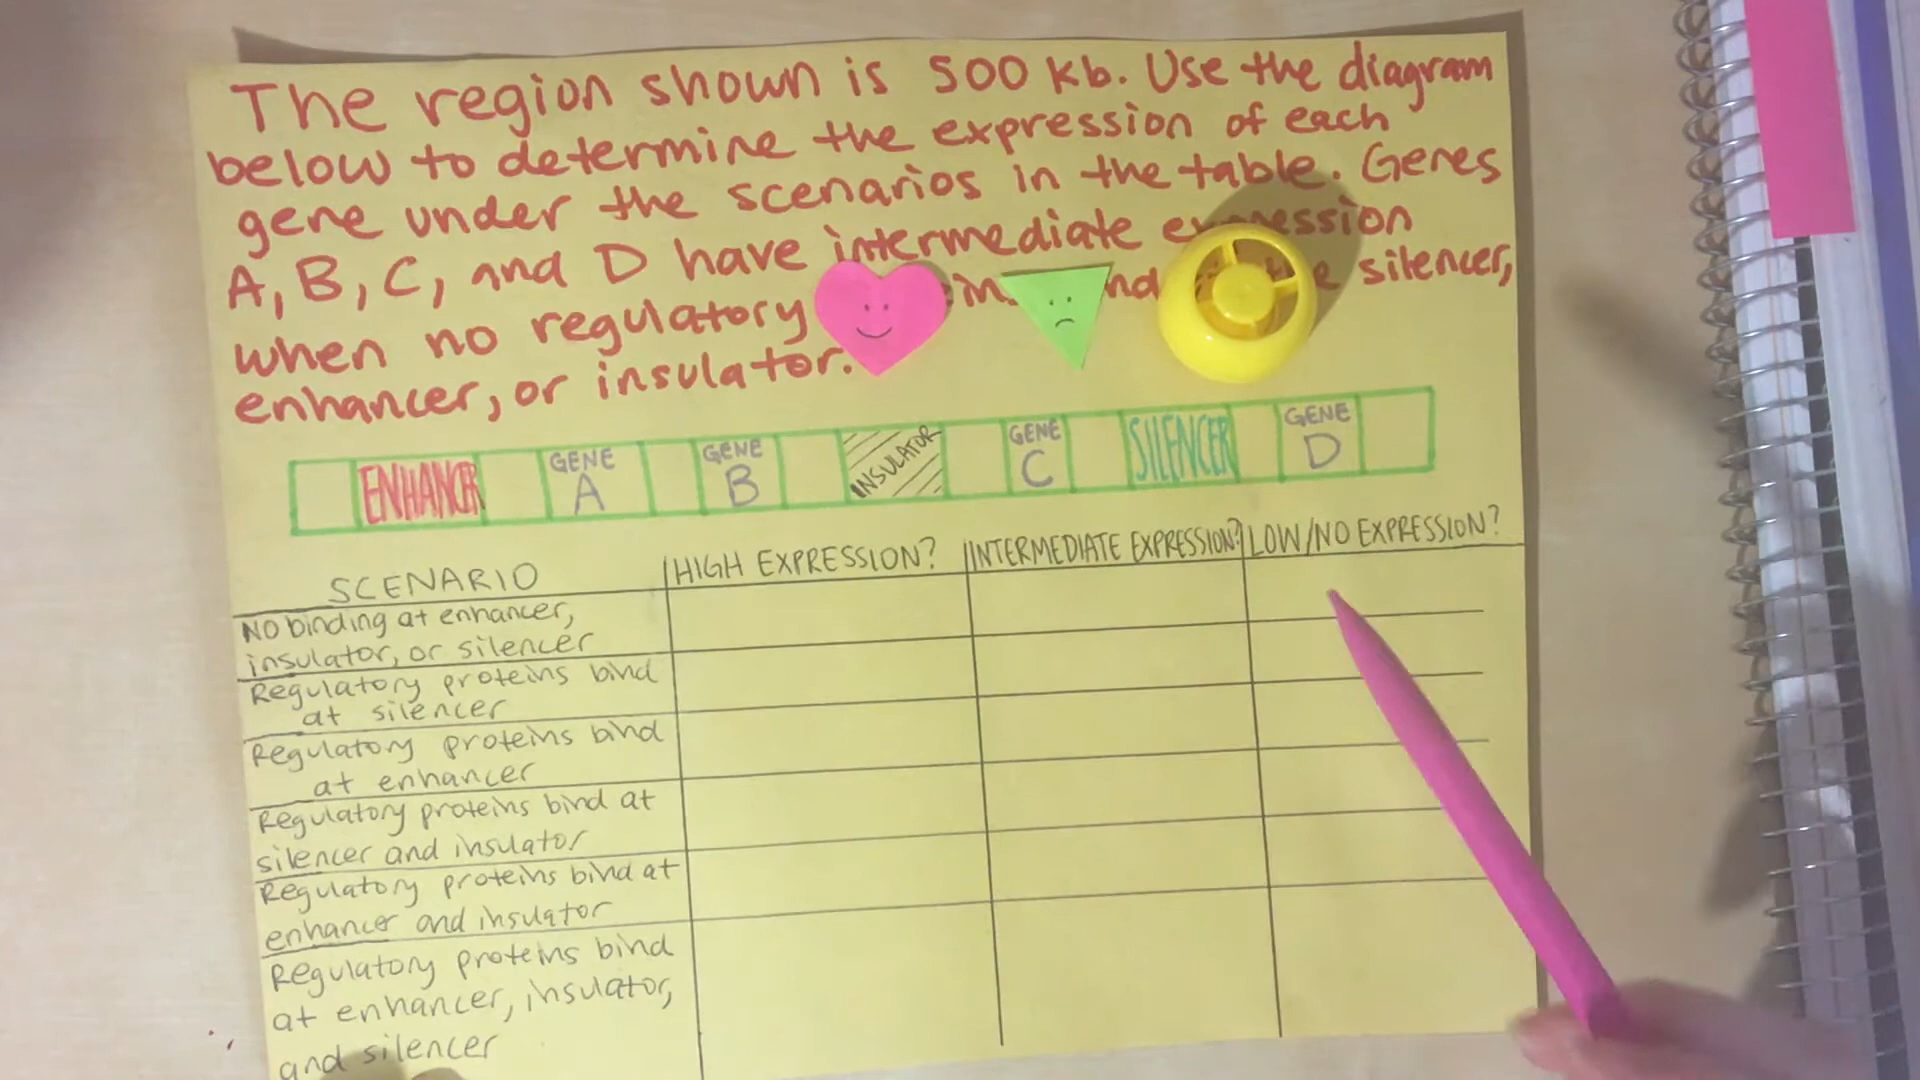 The region shown is 500 kb. Use the diagram
below to determine the expression of each
gene under the scenarios in the table. Genes
A, B, C, and D have intermediate expression
when no regulatory silencer,
enhancer, or insulator.
ENHANCER GENE A GENE B INSULATOR GENE C SILENCER GENE D
SCENARIO HIGH EXPRESSION? INTERMEDIATE EXPRESSION? LOW/NO EXPRESSION?
No binding at enhancer,
insulator, or silencer
Regulatory proteins bind
at silencer
Regulatory proteins bind
at enhancer
Regulatory proteins bind at
silencer and insulator
Regulatory proteins bind at
enhancer and insulator
Regulatory proteins bind
at enhancer, insulator,
and silencer